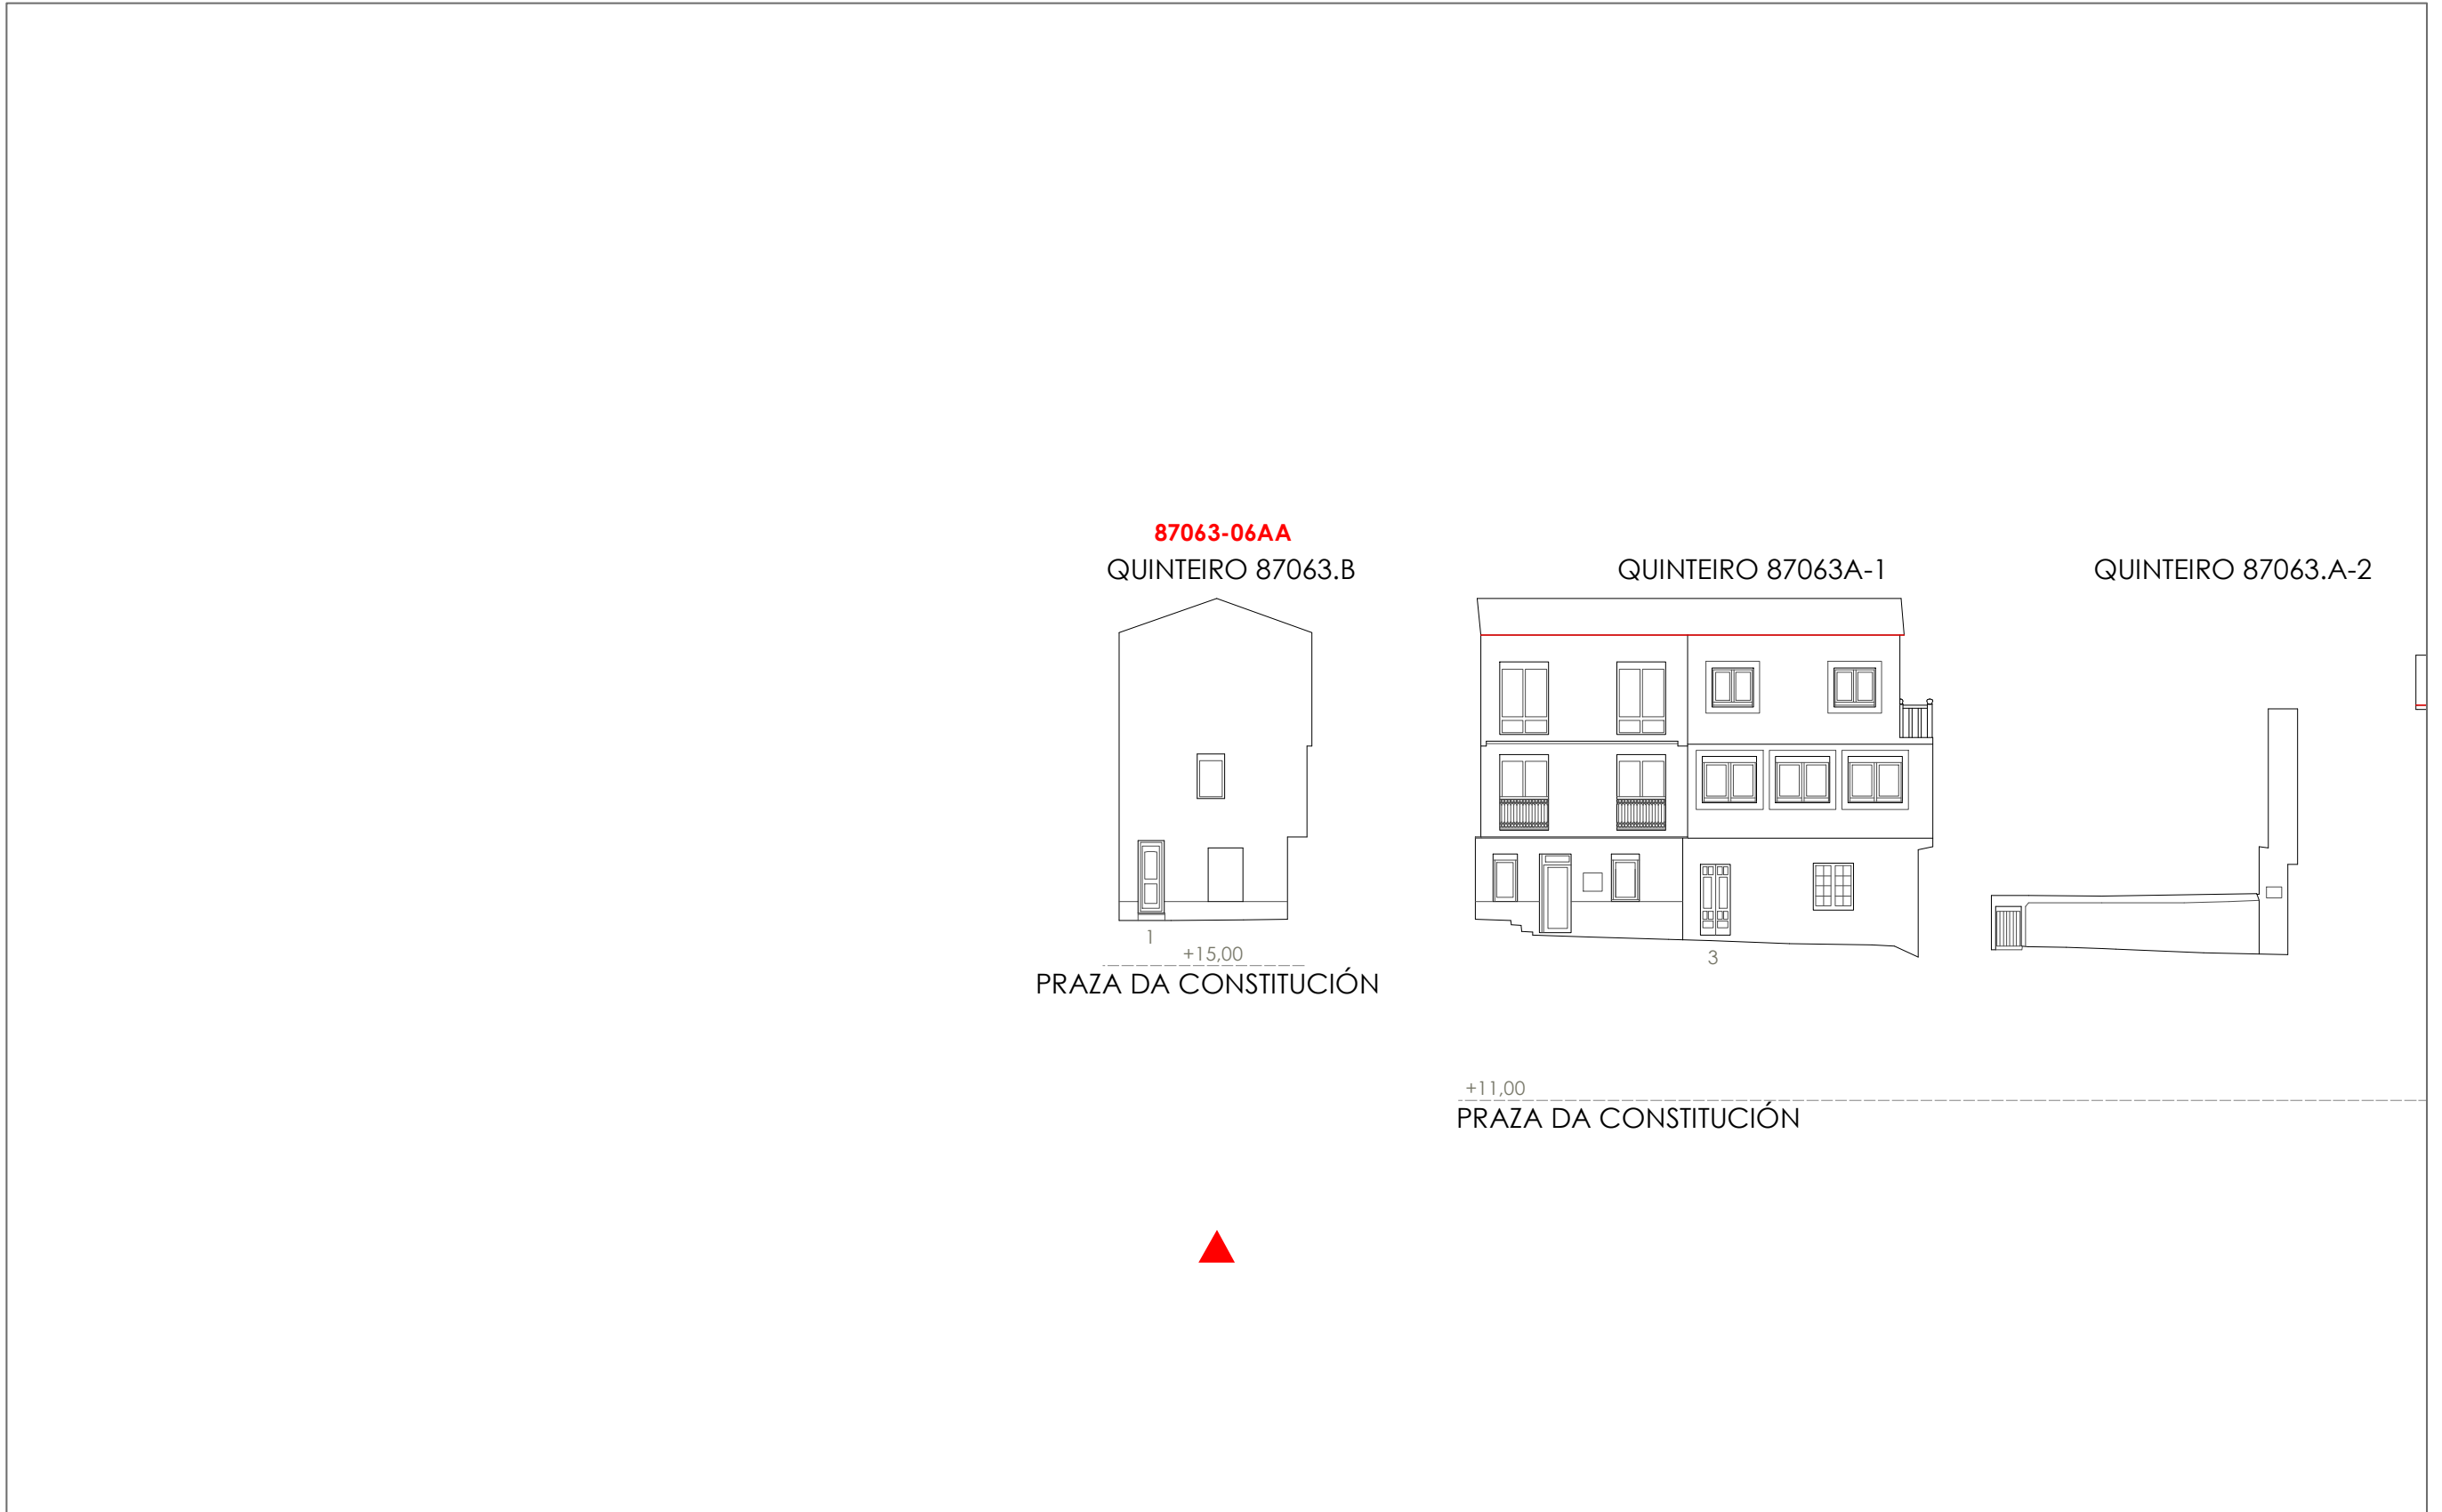 87063-06AA
QUINTEIRO 87063.B
QUINTEIRO 87063A-1
QUINTEIRO 87063.A-2
1
+15,00
PRAZA DA CONSTITUCIÓN
3
+11,00
PRAZA DA CONSTITUCIÓN